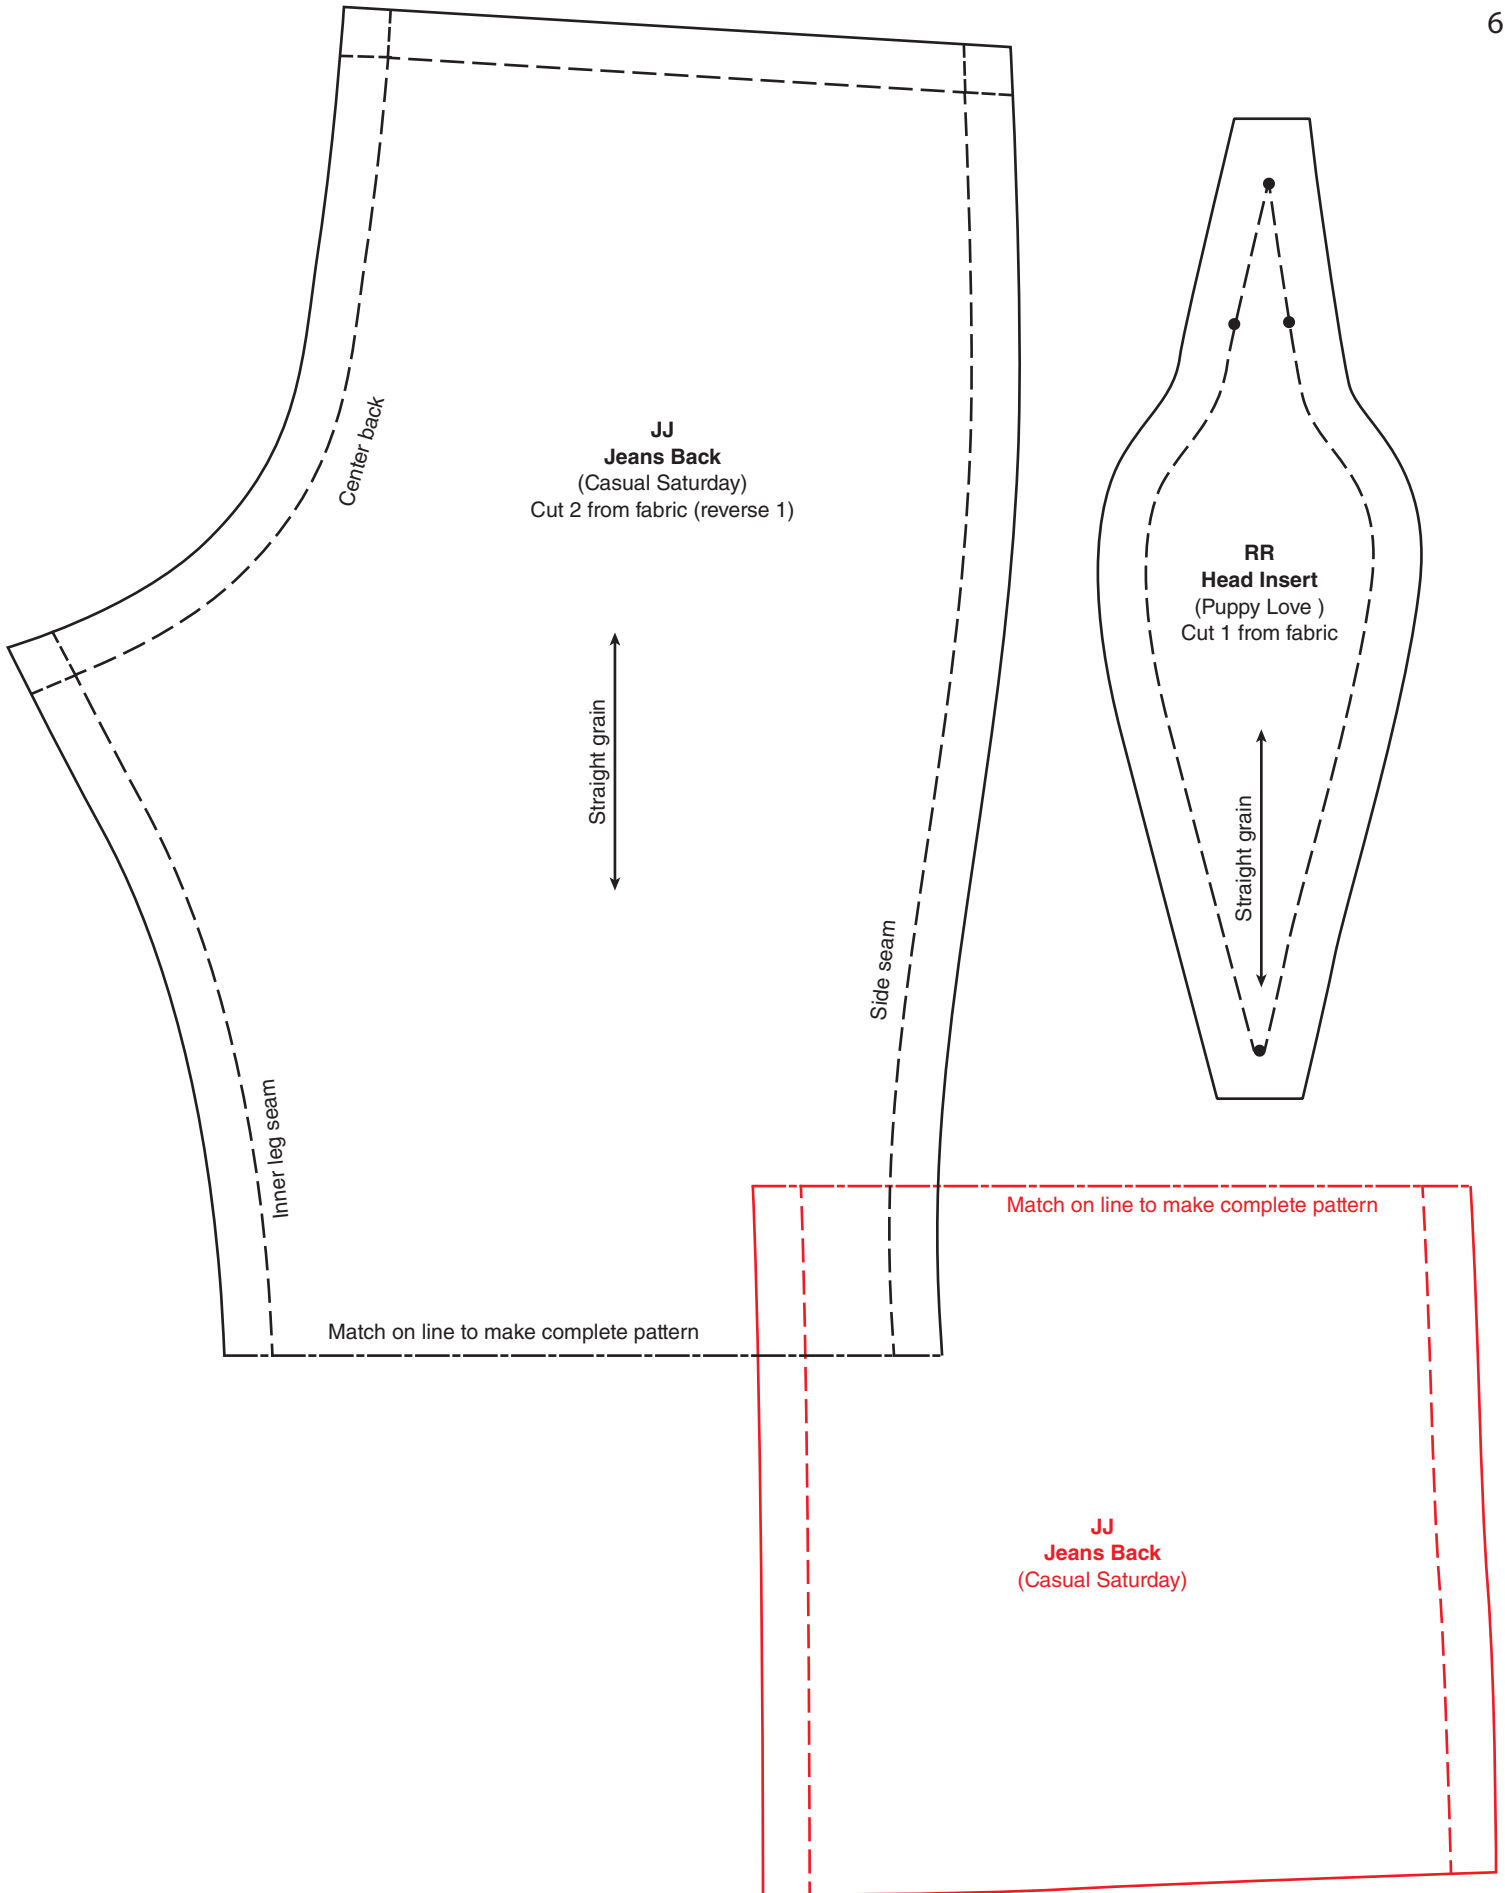 6
Center back
JJ
Jeans Back
(Casual Saturday)
Cut 2 from fabric (reverse 1)
Straight grain
Side seam
Inner leg seam
Match on line to make complete pattern
RR
Head Insert
(Puppy Love )
Cut 1 from fabric
Straight grain
Match on line to make complete pattern
JJ
Jeans Back
(Casual Saturday)